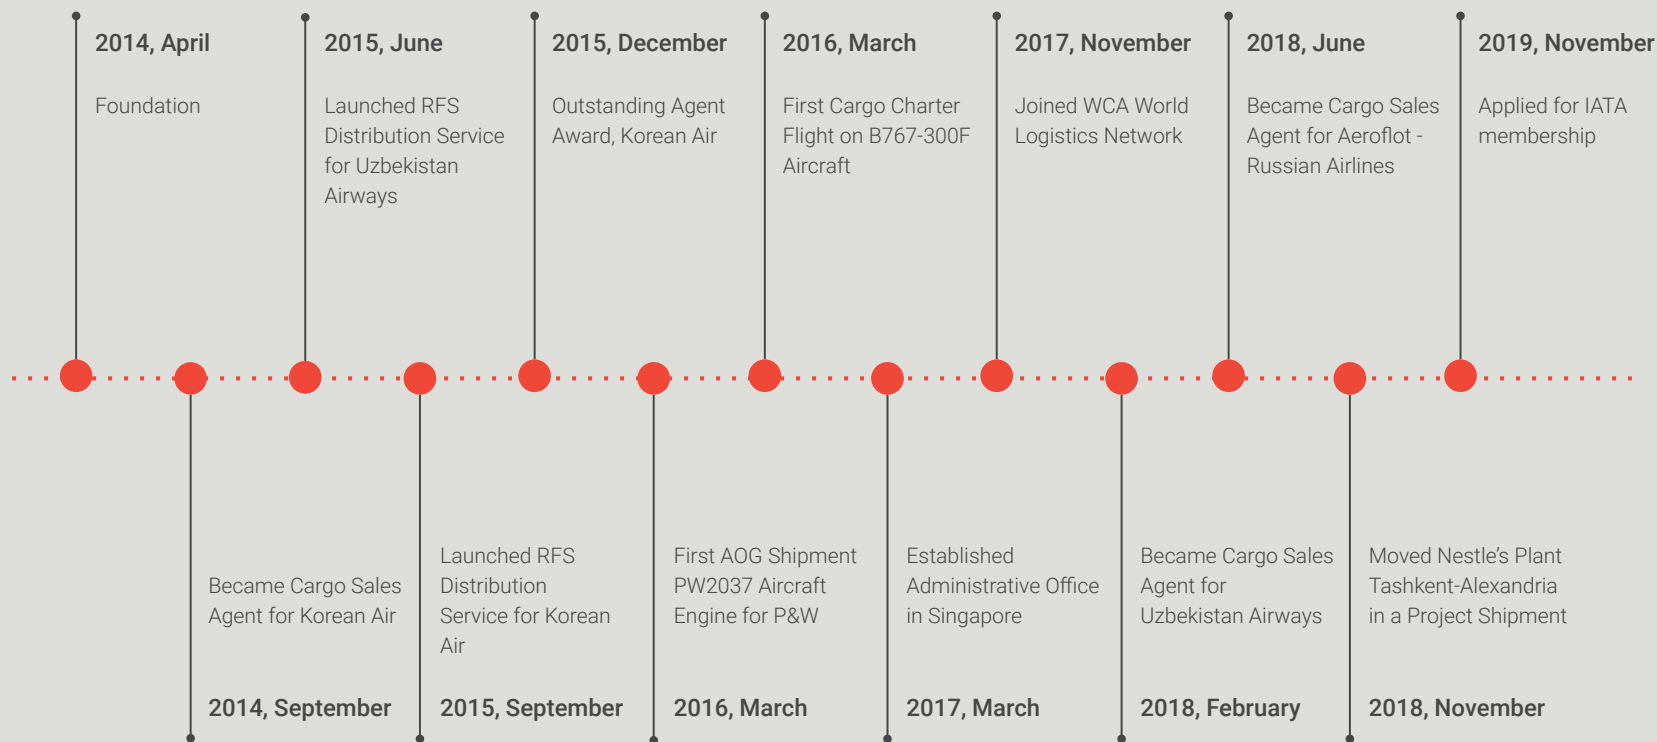 2014, April
Foundation
2015, June
Launched RFS
Distribution Service
for Uzbekistan
Airways
2015, December
Outstanding Agent
Award, Korean Air
2016, March
First Cargo Charter
Flight on B767-300F
Aircraft
2017, November
Joined WCA World
Logistics Network
2018, June
Became Cargo Sales
Agent for Aeroflot -
Russian Airlines
2019, November
Applied for IATA
membership
Became Cargo Sales
Agent for Korean Air
2014, September
Launched RFS
Distribution
Service for Korean
Air
2015, September
First AOG Shipment
PW2037 Aircraft
Engine for P&W
2016, March
Established
Administrative Office
in Singapore
2017, March
Became Cargo Sales
Agent for
Uzbekistan Airways
2018, February
Moved Nestle’s Plant
Tashkent-Alexandria
in a Project Shipment
2018, November